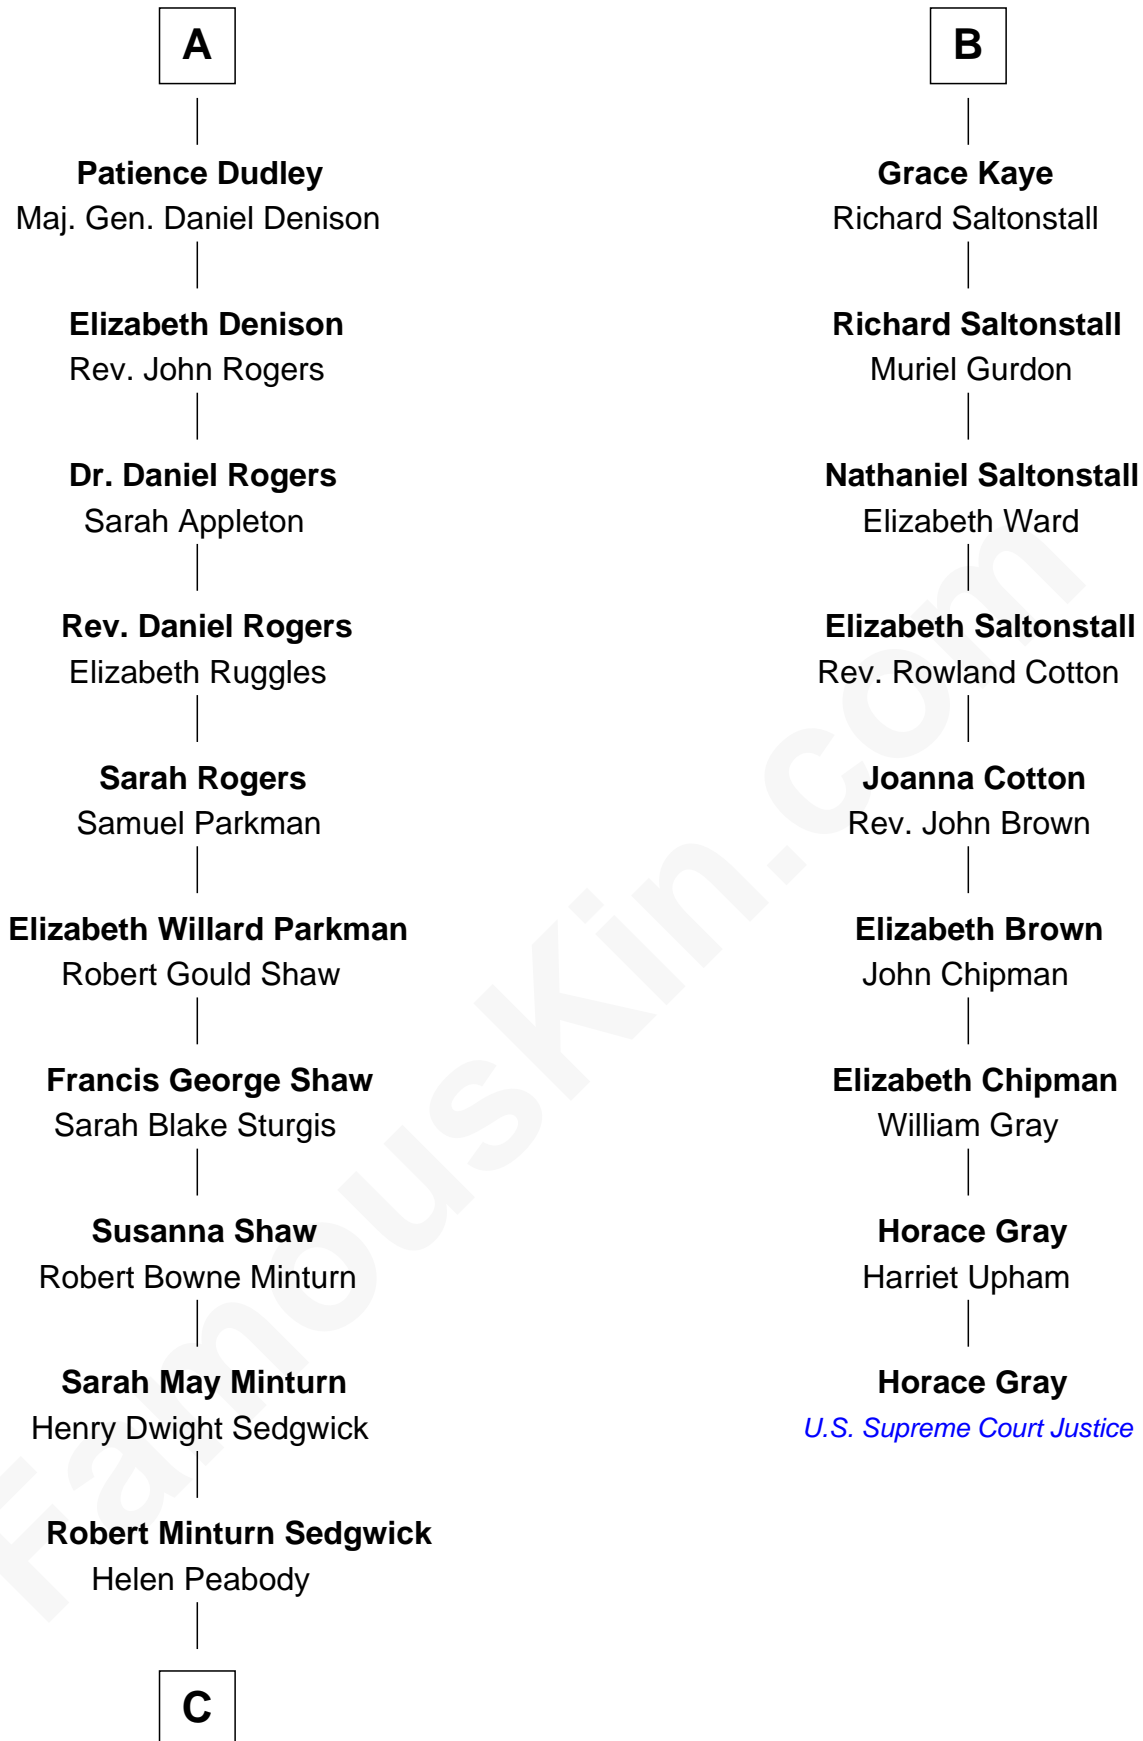 A
Patience Dudley
Maj. Gen. Daniel Denison
Elizabeth Denison
Rev. John Rogers
Dr. Daniel Rogers
Sarah Appleton
Rev. Daniel Rogers
Elizabeth Ruggles
Sarah Rogers
Samuel Parkman
Elizabeth Willard Parkman
Robert Gould Shaw
Francis George Shaw
Sarah Blake Sturgis
Susanna Shaw
Robert Bowne Minturn
Sarah May Minturn
Henry Dwight Sedgwick
Robert Minturn Sedgwick
Helen Peabody
C
B
Grace Kaye
Richard Saltonstall
Richard Saltonstall
Muriel Gurdon
Nathaniel Saltonstall
Elizabeth Ward
Elizabeth Saltonstall
Rev. Rowland Cotton
Joanna Cotton
Rev. John Brown
Elizabeth Brown
John Chipman
Elizabeth Chipman
William Gray
Horace Gray
Harriet Upham
Horace Gray
U.S. Supreme Court Justice
FamousKin.com